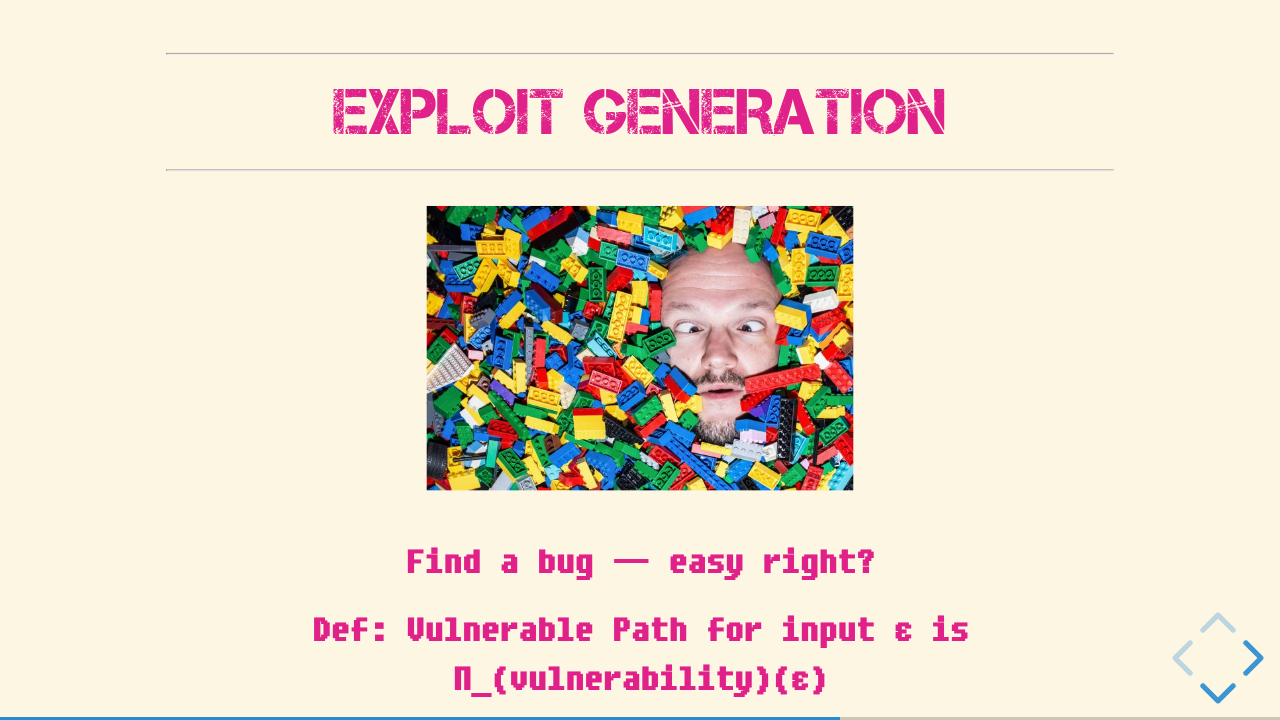 EXPLOIT GENERATION
Find a bug — easy right?
Def: Vulnerable Path for input ε is
Π_(vulnerability)(ε)